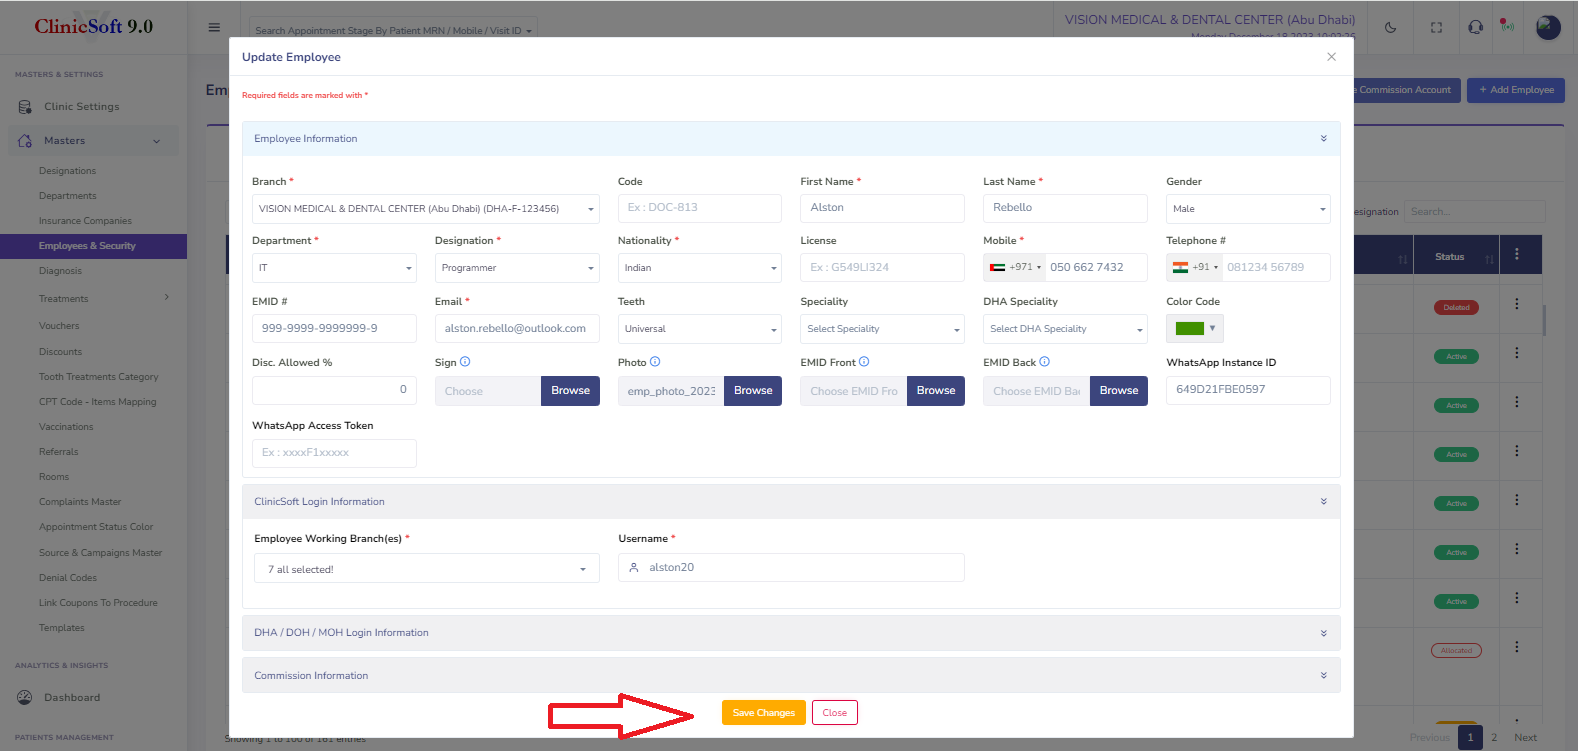 ClinicSoft 9.0
Search Appointment Stage By Patient MRN / Mobile / Visit ID
VISION MEDICAL & DENTAL CENTER (Abu Dhabi)
MASTERS & SETTINGS
Clinic Settings
Masters
Designations
Departments
Insurance Companies
Employees & Security
Diagnosis
Treatments
Vouchers
Discounts
Tooth Treatments Category
CPT Code - Items Mapping
Vaccinations
Referrals
Rooms
Complaints Master
Appointment Status Color
Source & Campaigns Master
Denial Codes
Link Coupons To Procedure
Templates
ANALYTICS & INSIGHTS
Dashboard
PATIENTS MANAGEMENT
Em
Commission Account
+ Add Employee
esignation Search...
Status
Deleted
Active
Active
Active
Active
Active
Active
Allocated
Previous 1 2 Next
Update Employee
Required fields are marked with *
Employee Information
Branch * Code First Name * Last Name * Gender
VISION MEDICAL & DENTAL CENTER (Abu Dhabi) (DHA-F-123456) Ex : DOC-813 Alston Rebello Male
Department * Designation * Nationality * License Mobile * Telephone #
IT Programmer Indian Ex : G549LI324 +971 050 662 7432 +91 081234 56789
EMID # Email * Teeth Speciality DHA Speciality Color Code
999-9999-9999999-9 alston.rebello@outlook.com Universal Select Speciality Select DHA Speciality
Disc. Allowed % Sign Photo EMID Front EMID Back WhatsApp Instance ID
0 Choose Browse emp_photo_2023 Browse Choose EMID Fro Browse Choose EMID Bac Browse 649D21FBE0597
WhatsApp Access Token
Ex : xxxxF1xxxxx
ClinicSoft Login Information
Employee Working Branch(es) * Username *
7 all selected! alston20
DHA / DOH / MOH Login Information
Commission Information
Save Changes Close